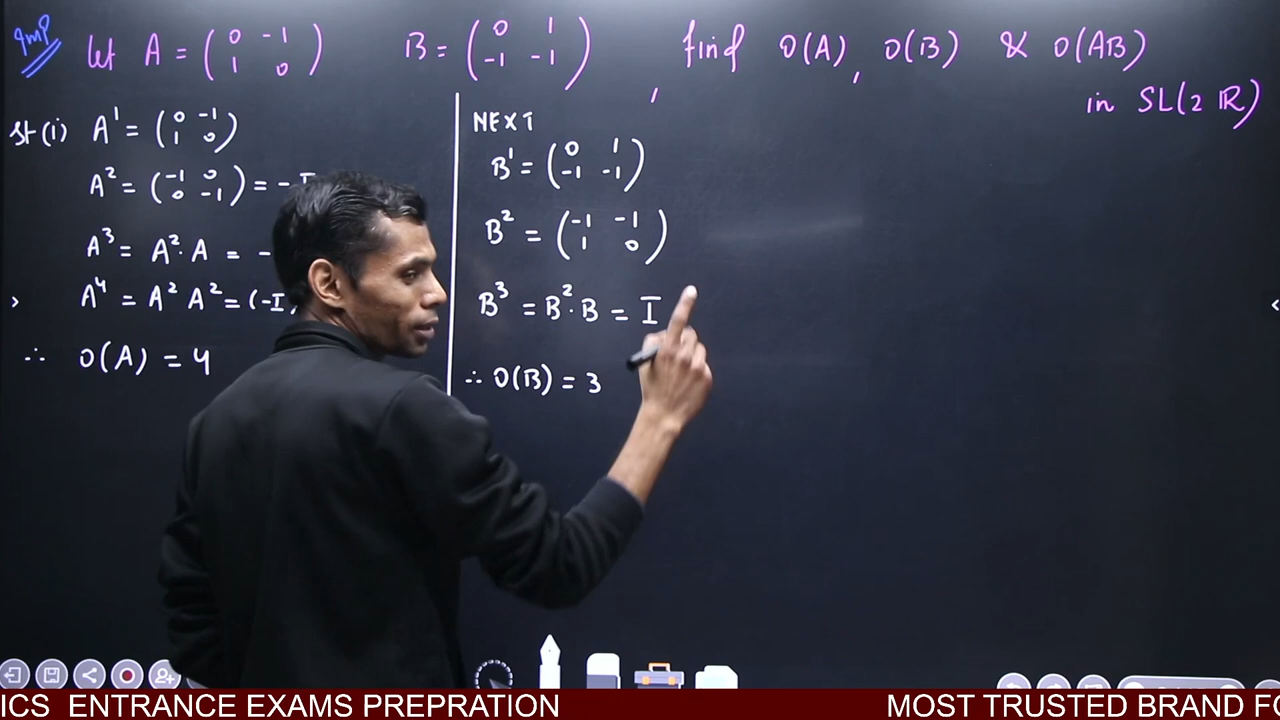 Imp
let A = ( 0 -1 ) B = ( 0 1 ) , find O(A), O(B) & O(AB)
( 1 0 ) ( -1 -1 )
in SL(2 IR)
St (i) A¹ = ( 0 -1 )
( 1 0 )
A² = ( -1 0 ) = -
( 0 -1 )
A³ = A². A = -
A⁴ = A² A² = (-I
∴ O(A) = 4
NEXT
B¹ = ( 0 1 )
( -1 -1 )
B² = ( -1 -1 )
( 1 0 )
B³ = B². B = I
∴ O(B) = 3
ICS ENTRANCE EXAMS PREPRATION MOST TRUSTED BRAND